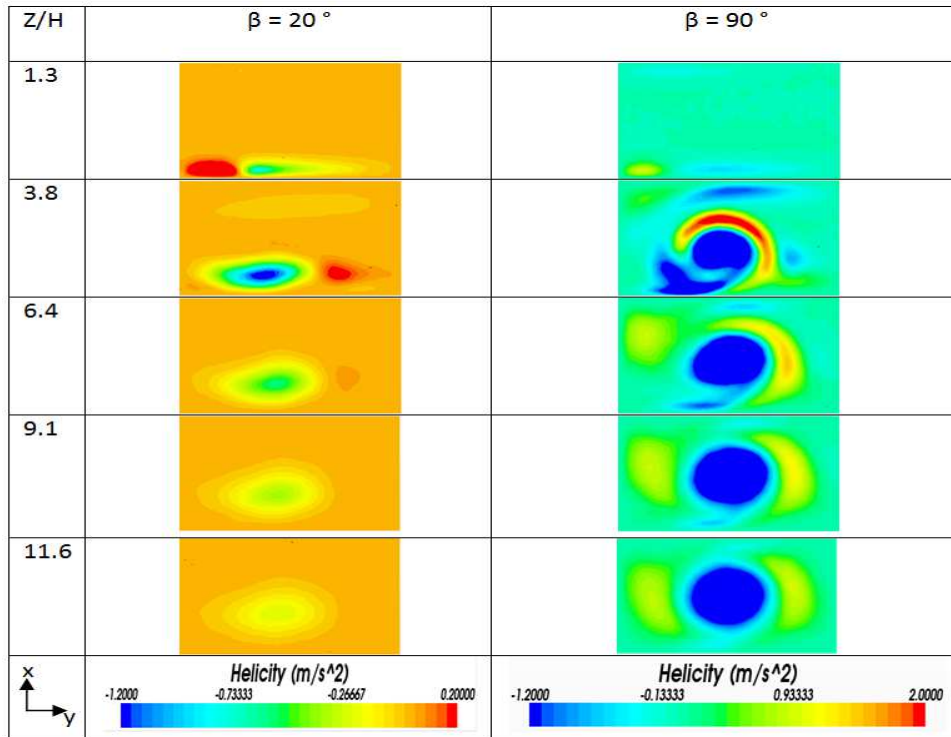 Z/H β = 20 ° β = 90 °
1.3
3.8
6.4
9.1
11.6
x
y
Helicity (m/s^2)
-1.2000 -0.73333 -0.26667 0.20000
Helicity (m/s^2)
-1.2000 -0.13333 0.93333 2.0000